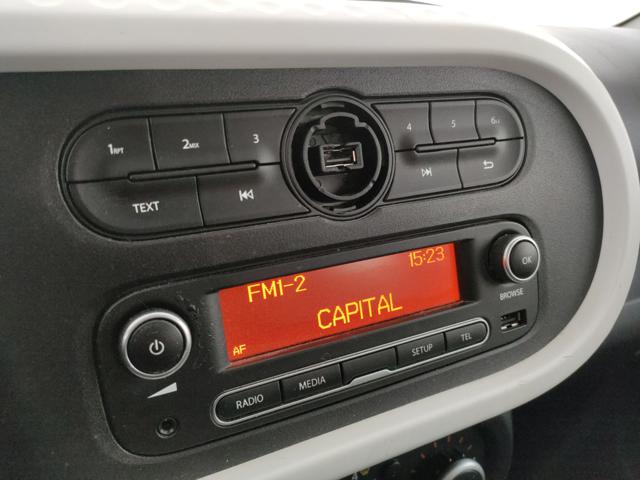 1RPT 2MIX 3 4 5 6
TEXT
FM1-2 15:23
CAPITAL
AF
OK
BROWSE
RADIO MEDIA SETUP TEL